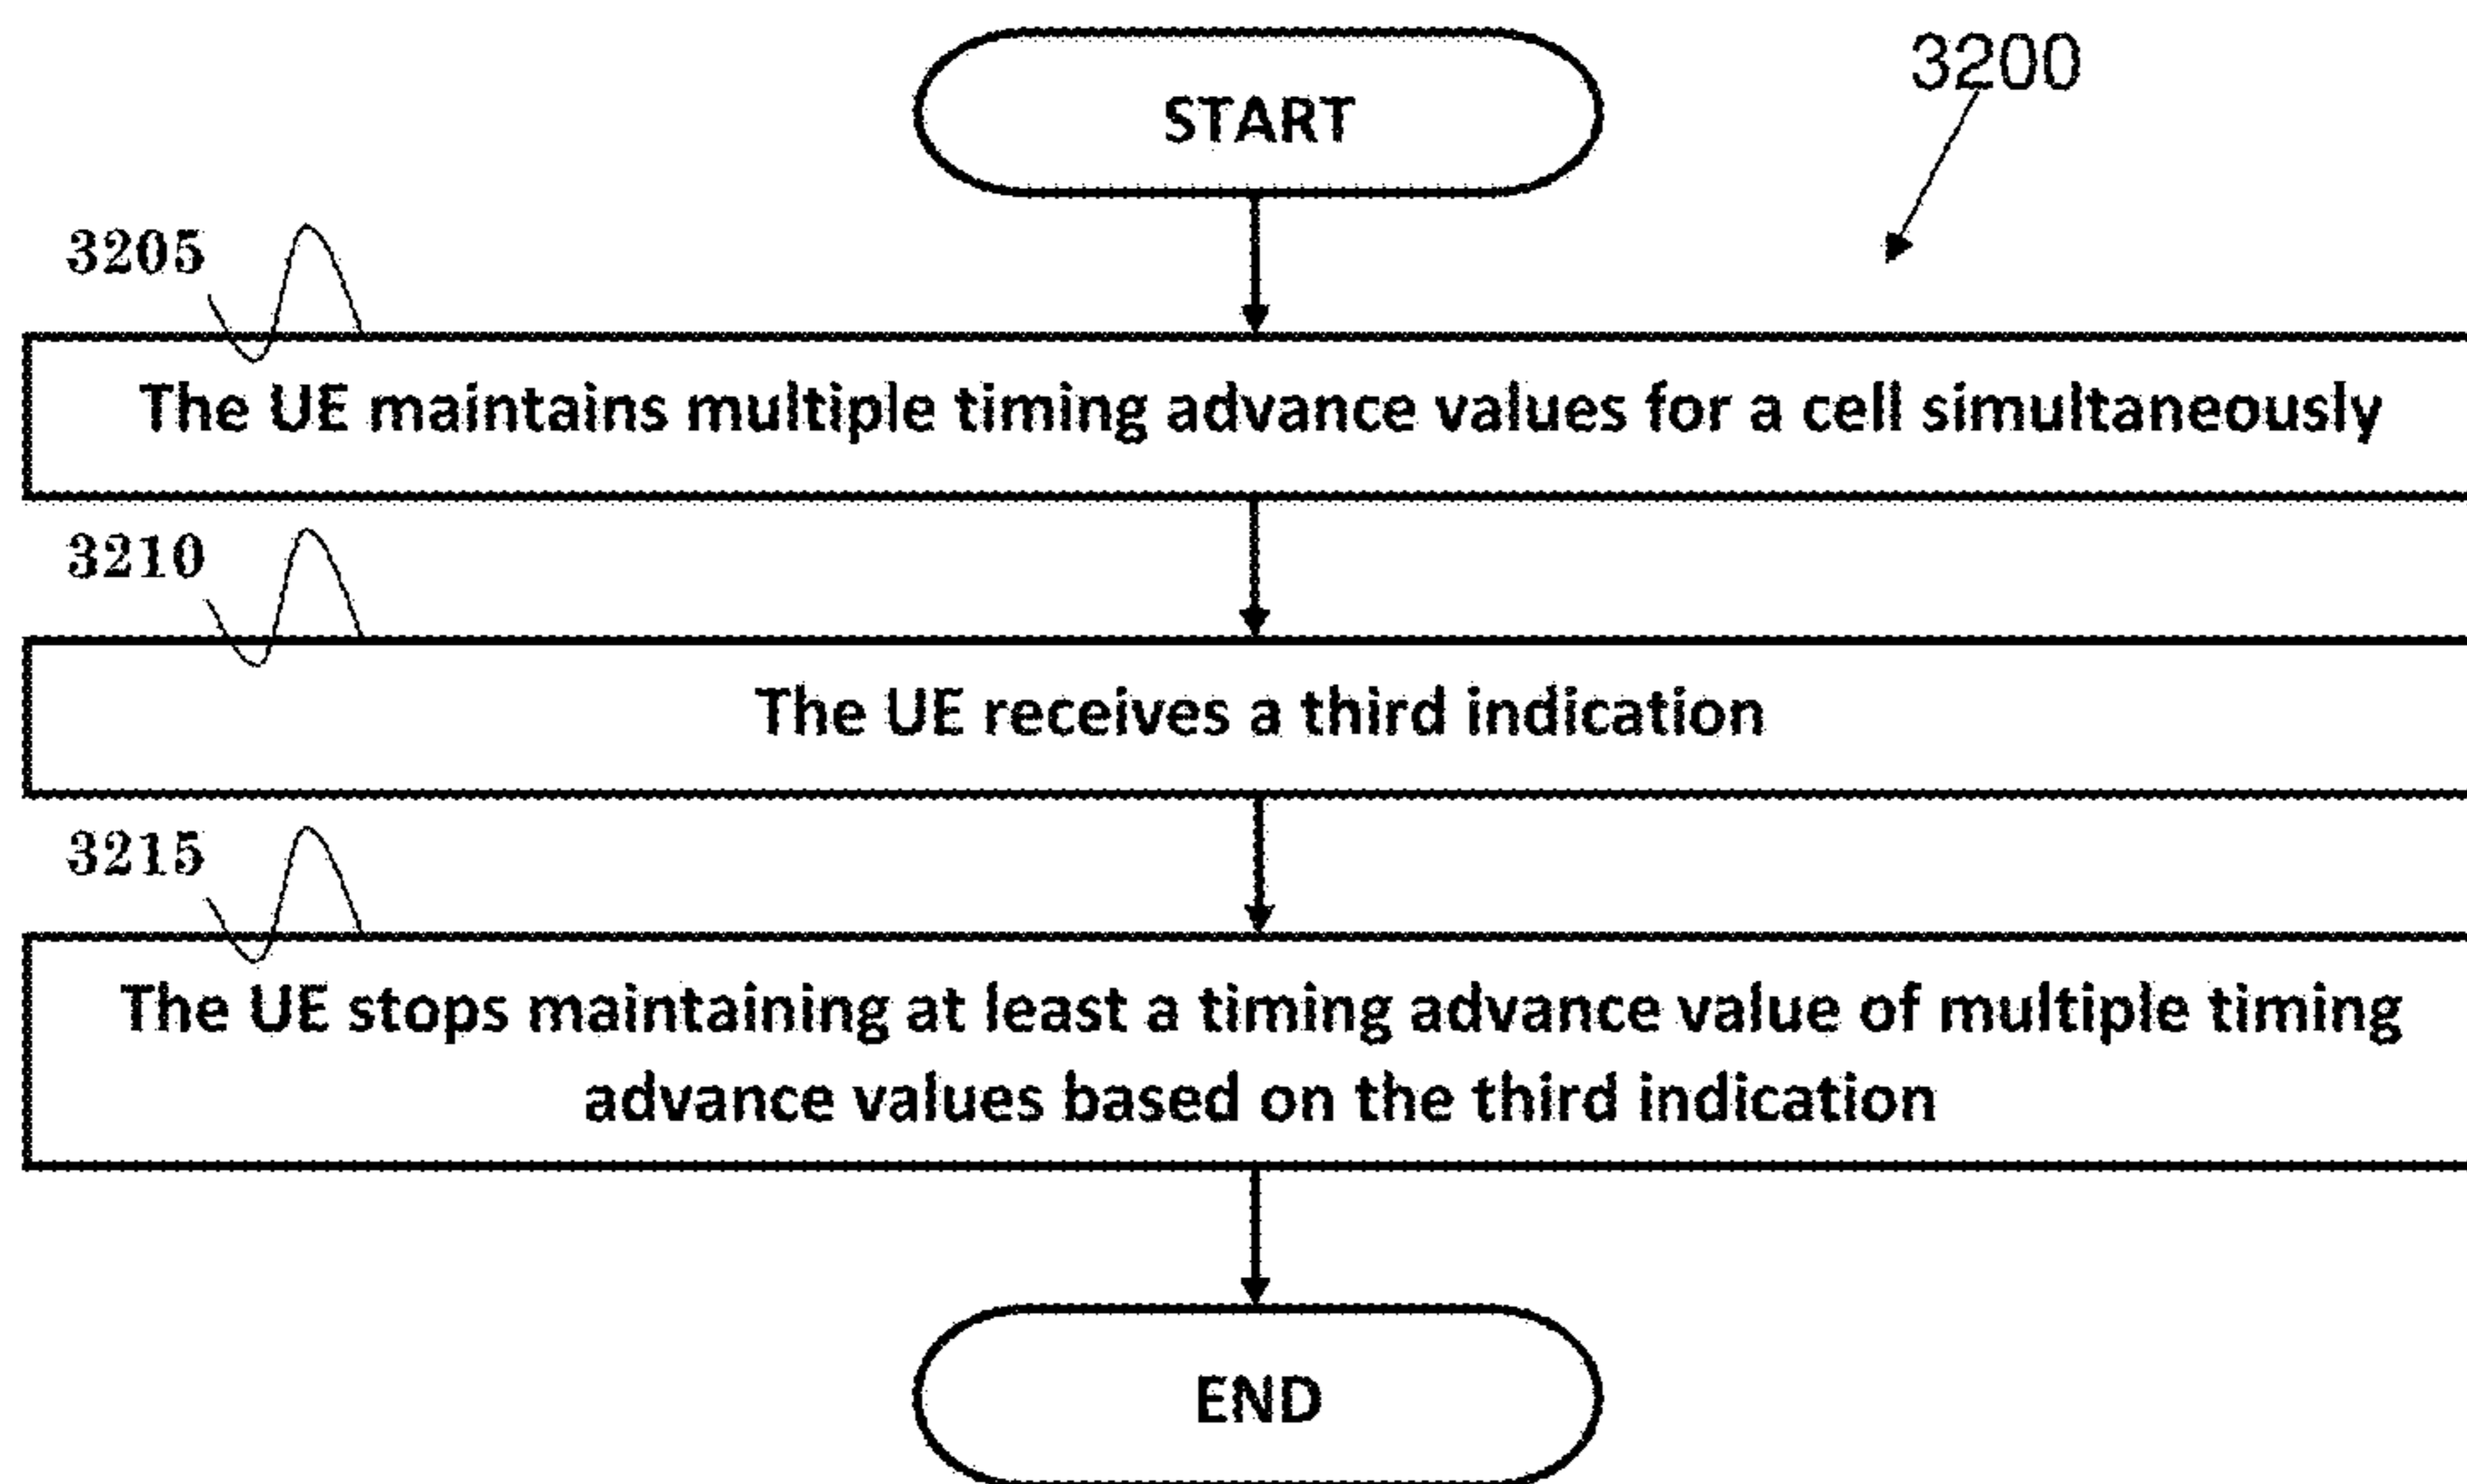 START
3200
3205
The UE maintains multiple timing advance values for a cell simultaneously
3210
The UE receives a third indication
3215
The UE stops maintaining at least a timing advance value of multiple timing
advance values based on the third indication
END